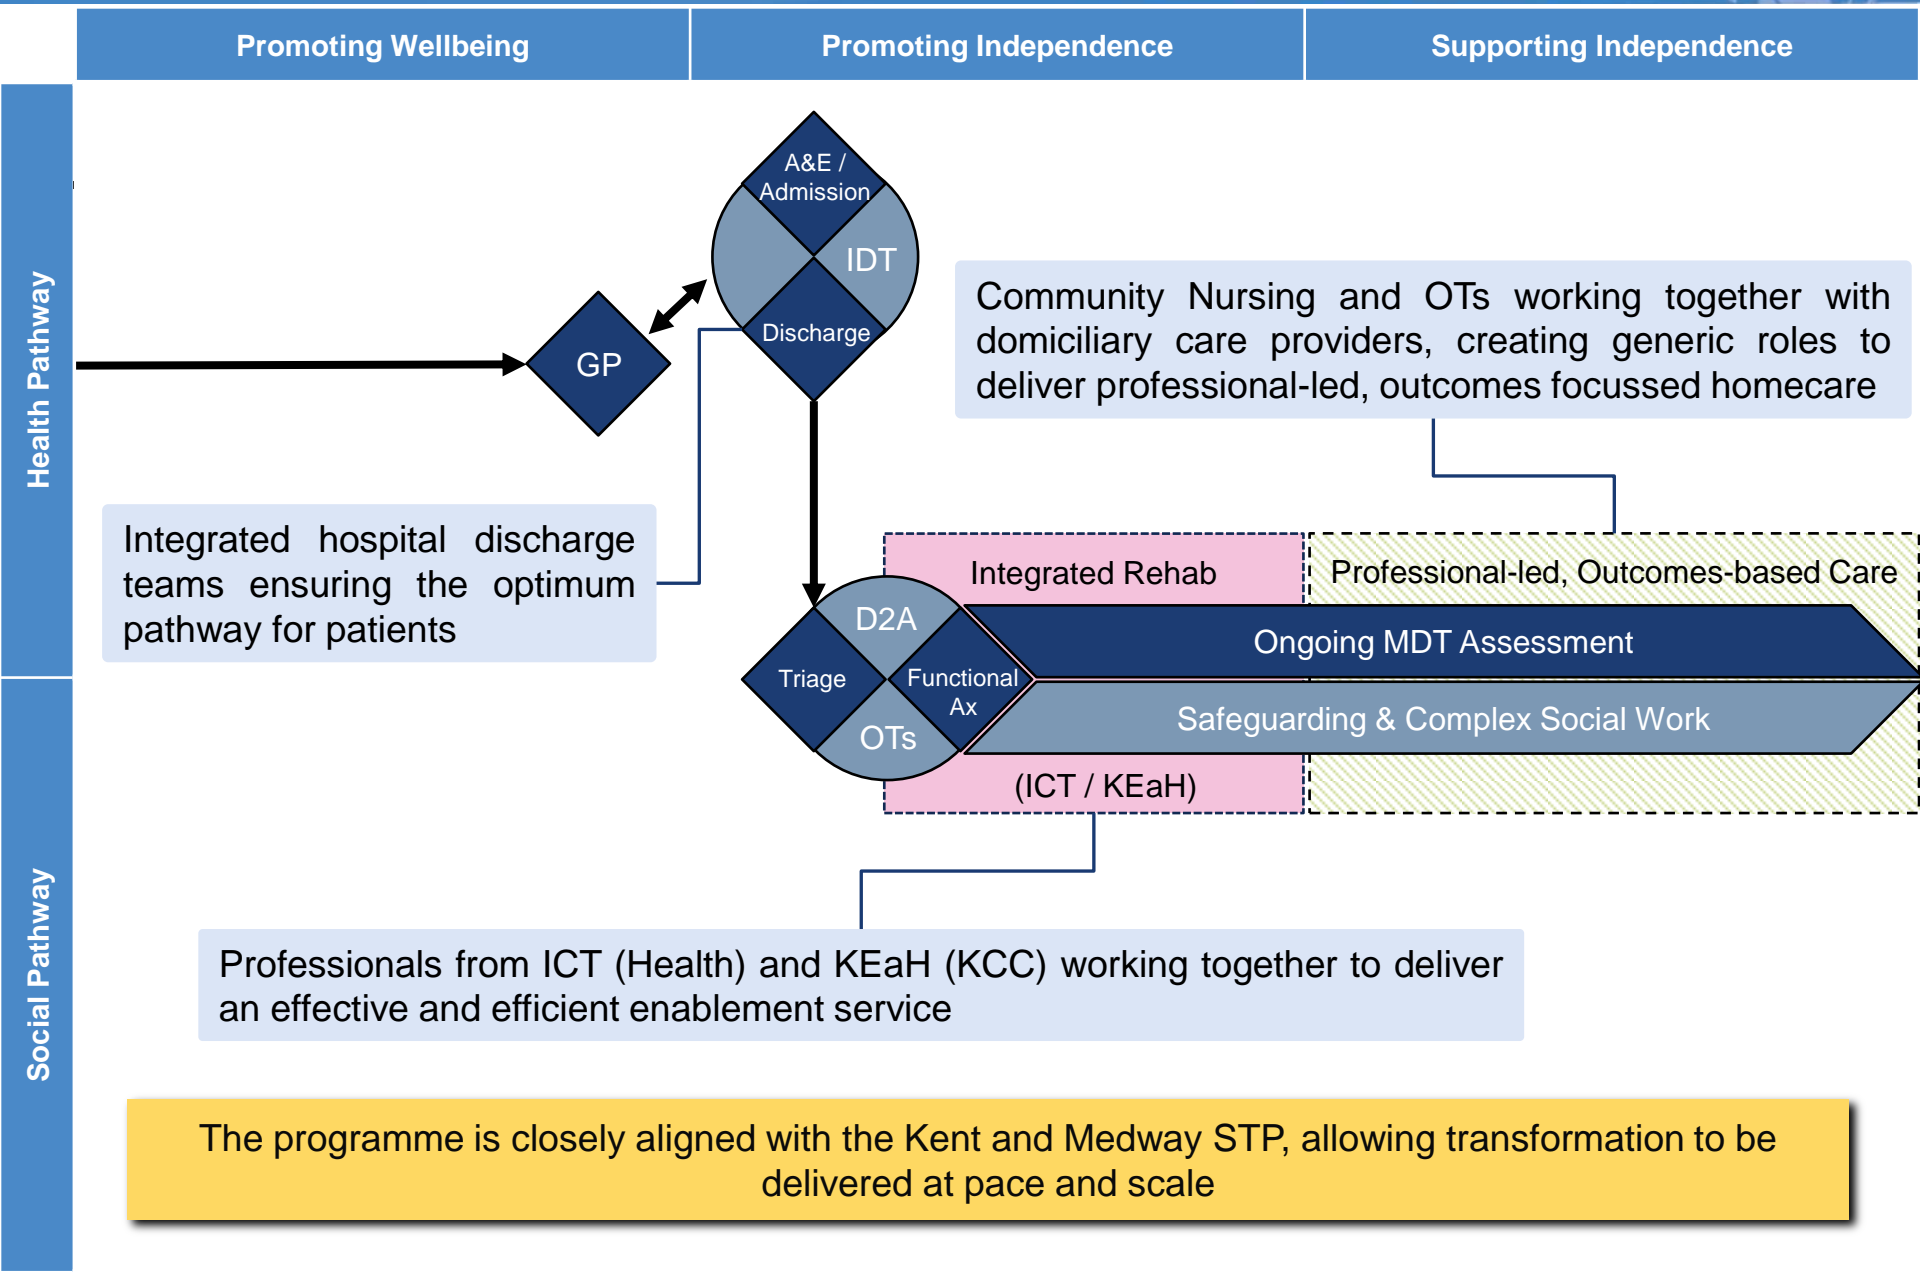 Promoting Wellbeing
Promoting Independence
Supporting Independence
Health Pathway
A&E /
Admission
IDT
Discharge
GP
Community Nursing and OTs working together with
domiciliary care providers, creating generic roles to
deliver professional-led, outcomes focussed homecare
Integrated hospital discharge
teams ensuring the optimum
pathway for patients
Integrated Rehab
Professional-led, Outcomes-based Care
D2A
Triage
Functional
Ax
OTs
Ongoing MDT Assessment
Safeguarding & Complex Social Work
(ICT / KEaH)
Social Pathway
Professionals from ICT (Health) and KEaH (KCC) working together to deliver
an effective and efficient enablement service
The programme is closely aligned with the Kent and Medway STP, allowing transformation to be
delivered at pace and scale